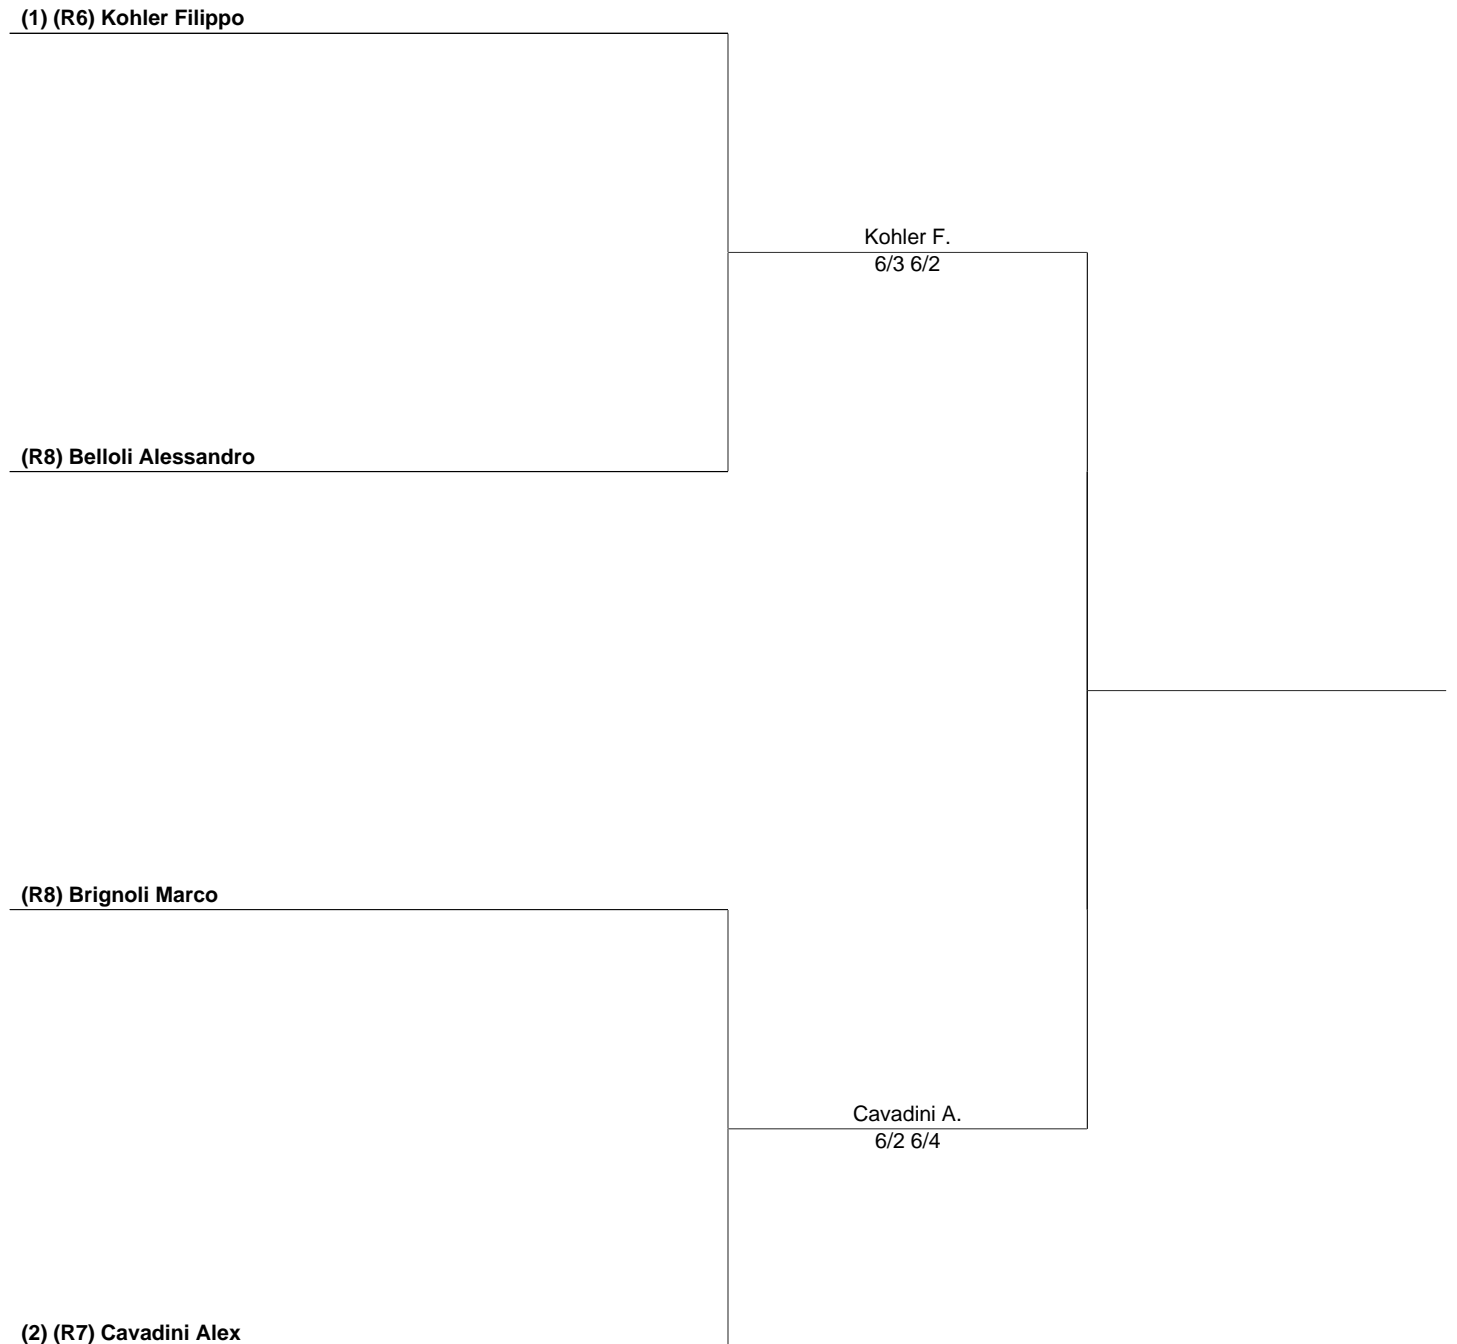 (1) (R6) Kohler Filippo
Kohler F.
6/3 6/2
(R8) Belloli Alessandro
(R8) Brignoli Marco
Cavadini A.
6/2 6/4
(2) (R7) Cavadini Alex